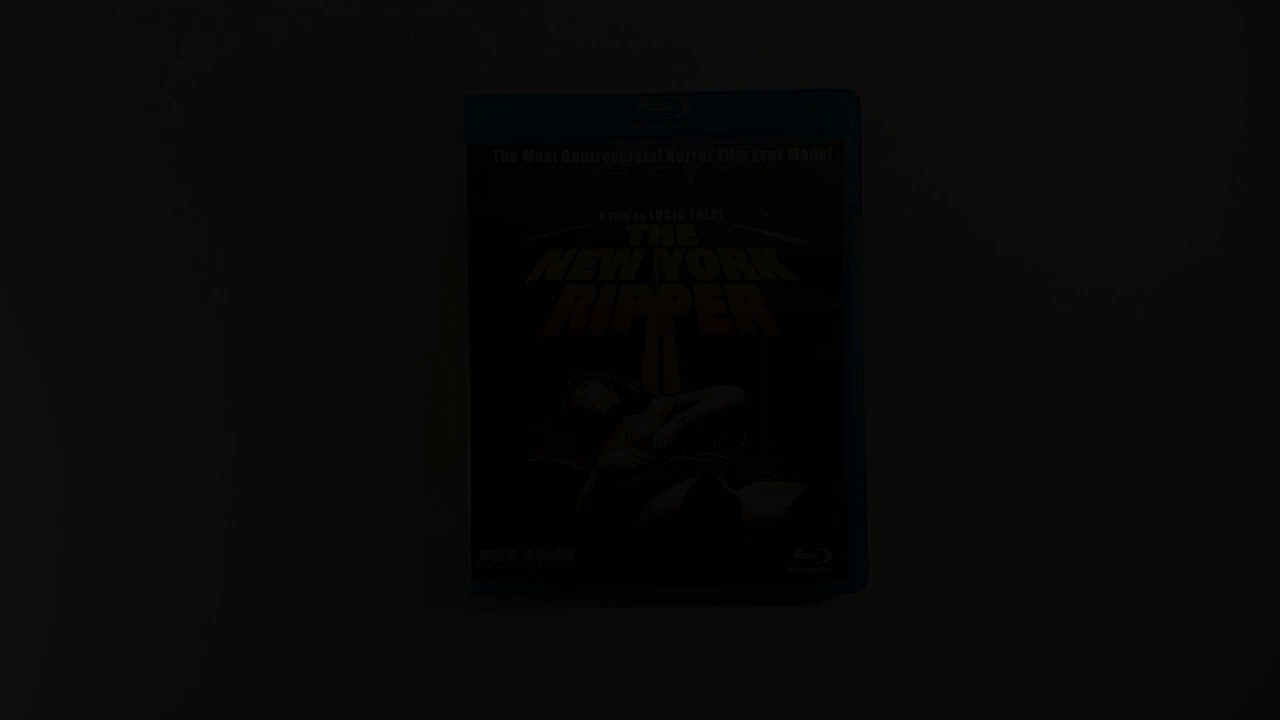 The Most Controversial Horror Film Ever Made!
A Film by LUCIO FULCI
THE
NEW YORK
RIPPER